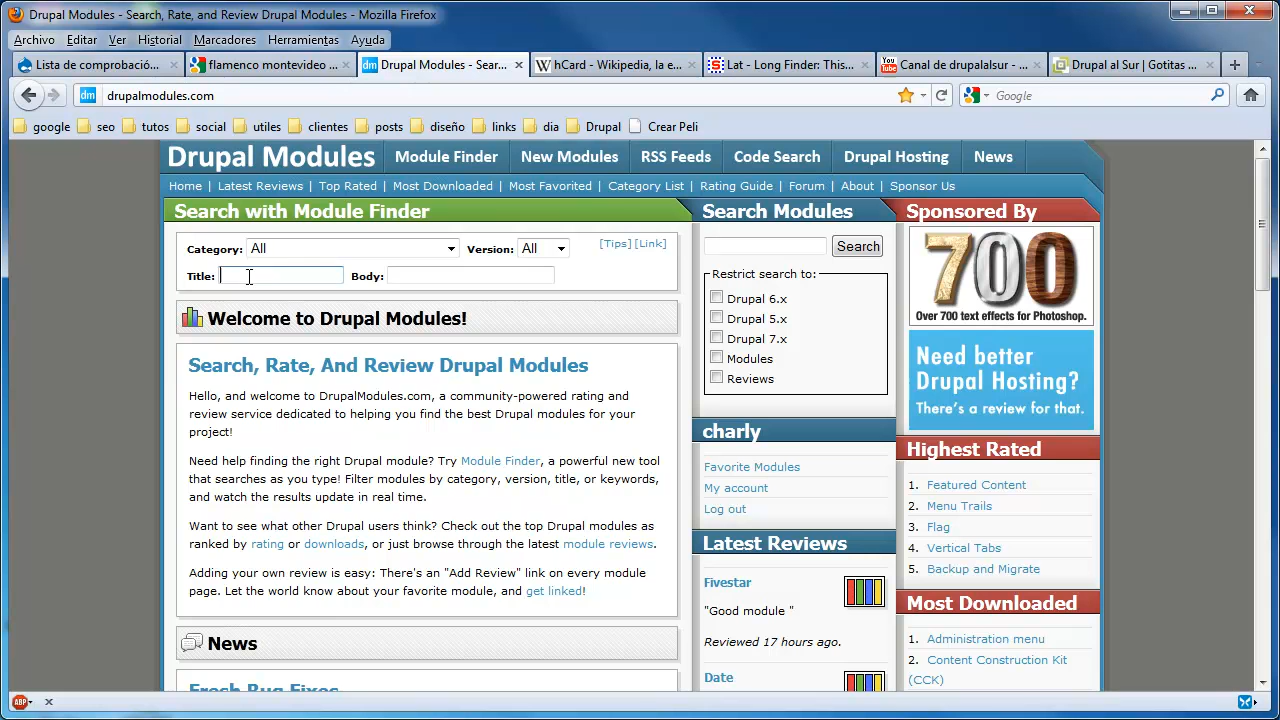 Drupal Modules - Search, Rate, and Review Drupal Modules - Mozilla Firefox
Archivo Editar Ver Historial Marcadores Herramientas Ayuda
Lista de comprobació... flamenco montevideo ... Drupal Modules - Sear... hCard - Wikipedia, la e... Lat - Long Finder: This... Canal de drupalalsur - ... Drupal al Sur | Gotitas ...
drupalmodules.com Google
google seo tutos social utiles clientes posts diseño links dia Drupal Crear Peli
Drupal Modules Module Finder New Modules RSS Feeds Code Search Drupal Hosting News
Home | Latest Reviews | Top Rated | Most Downloaded | Most Favorited | Category List | Rating Guide | Forum | About | Sponsor Us
Search with Module Finder
Category: All Version: All [Tips] [Link]
Title: Body:
Welcome to Drupal Modules!
Search, Rate, And Review Drupal Modules
Hello, and welcome to DrupalModules.com, a community-powered rating and
review service dedicated to helping you find the best Drupal modules for your
project!
Need help finding the right Drupal module? Try Module Finder, a powerful new tool
that searches as you type! Filter modules by category, version, title, or keywords,
and watch the results update in real time.
Want to see what other Drupal users think? Check out the top Drupal modules as
ranked by rating or downloads, or just browse through the latest module reviews.
Adding your own review is easy: There's an "Add Review" link on every module
page. Let the world know about your favorite module, and get linked!
News
Fresh Bug Fixes
Search Modules
Search
Restrict search to:
Drupal 6.x
Drupal 5.x
Drupal 7.x
Modules
Reviews
charly
Favorite Modules
My account
Log out
Latest Reviews
Fivestar
"Good module "
Reviewed 17 hours ago.
Date
Sponsored By
700
Over 700 text effects for Photoshop.
Need better
Drupal Hosting?
There's a review for that.
Highest Rated
1. Featured Content
2. Menu Trails
3. Flag
4. Vertical Tabs
5. Backup and Migrate
Most Downloaded
1. Administration menu
2. Content Construction Kit
(CCK)
ABP